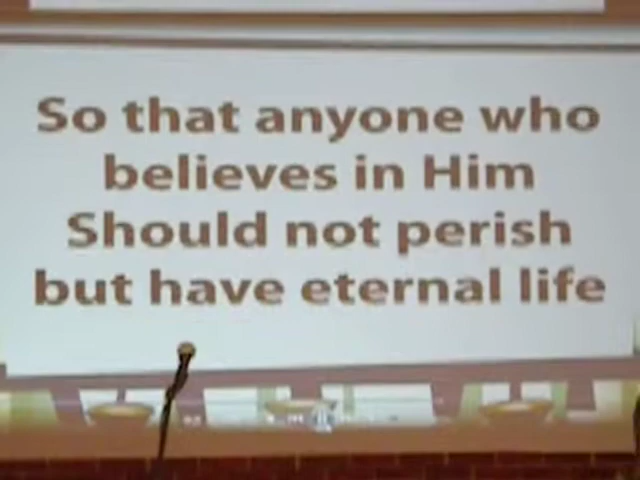 So that anyone who
believes in Him
Should not perish
but have eternal life